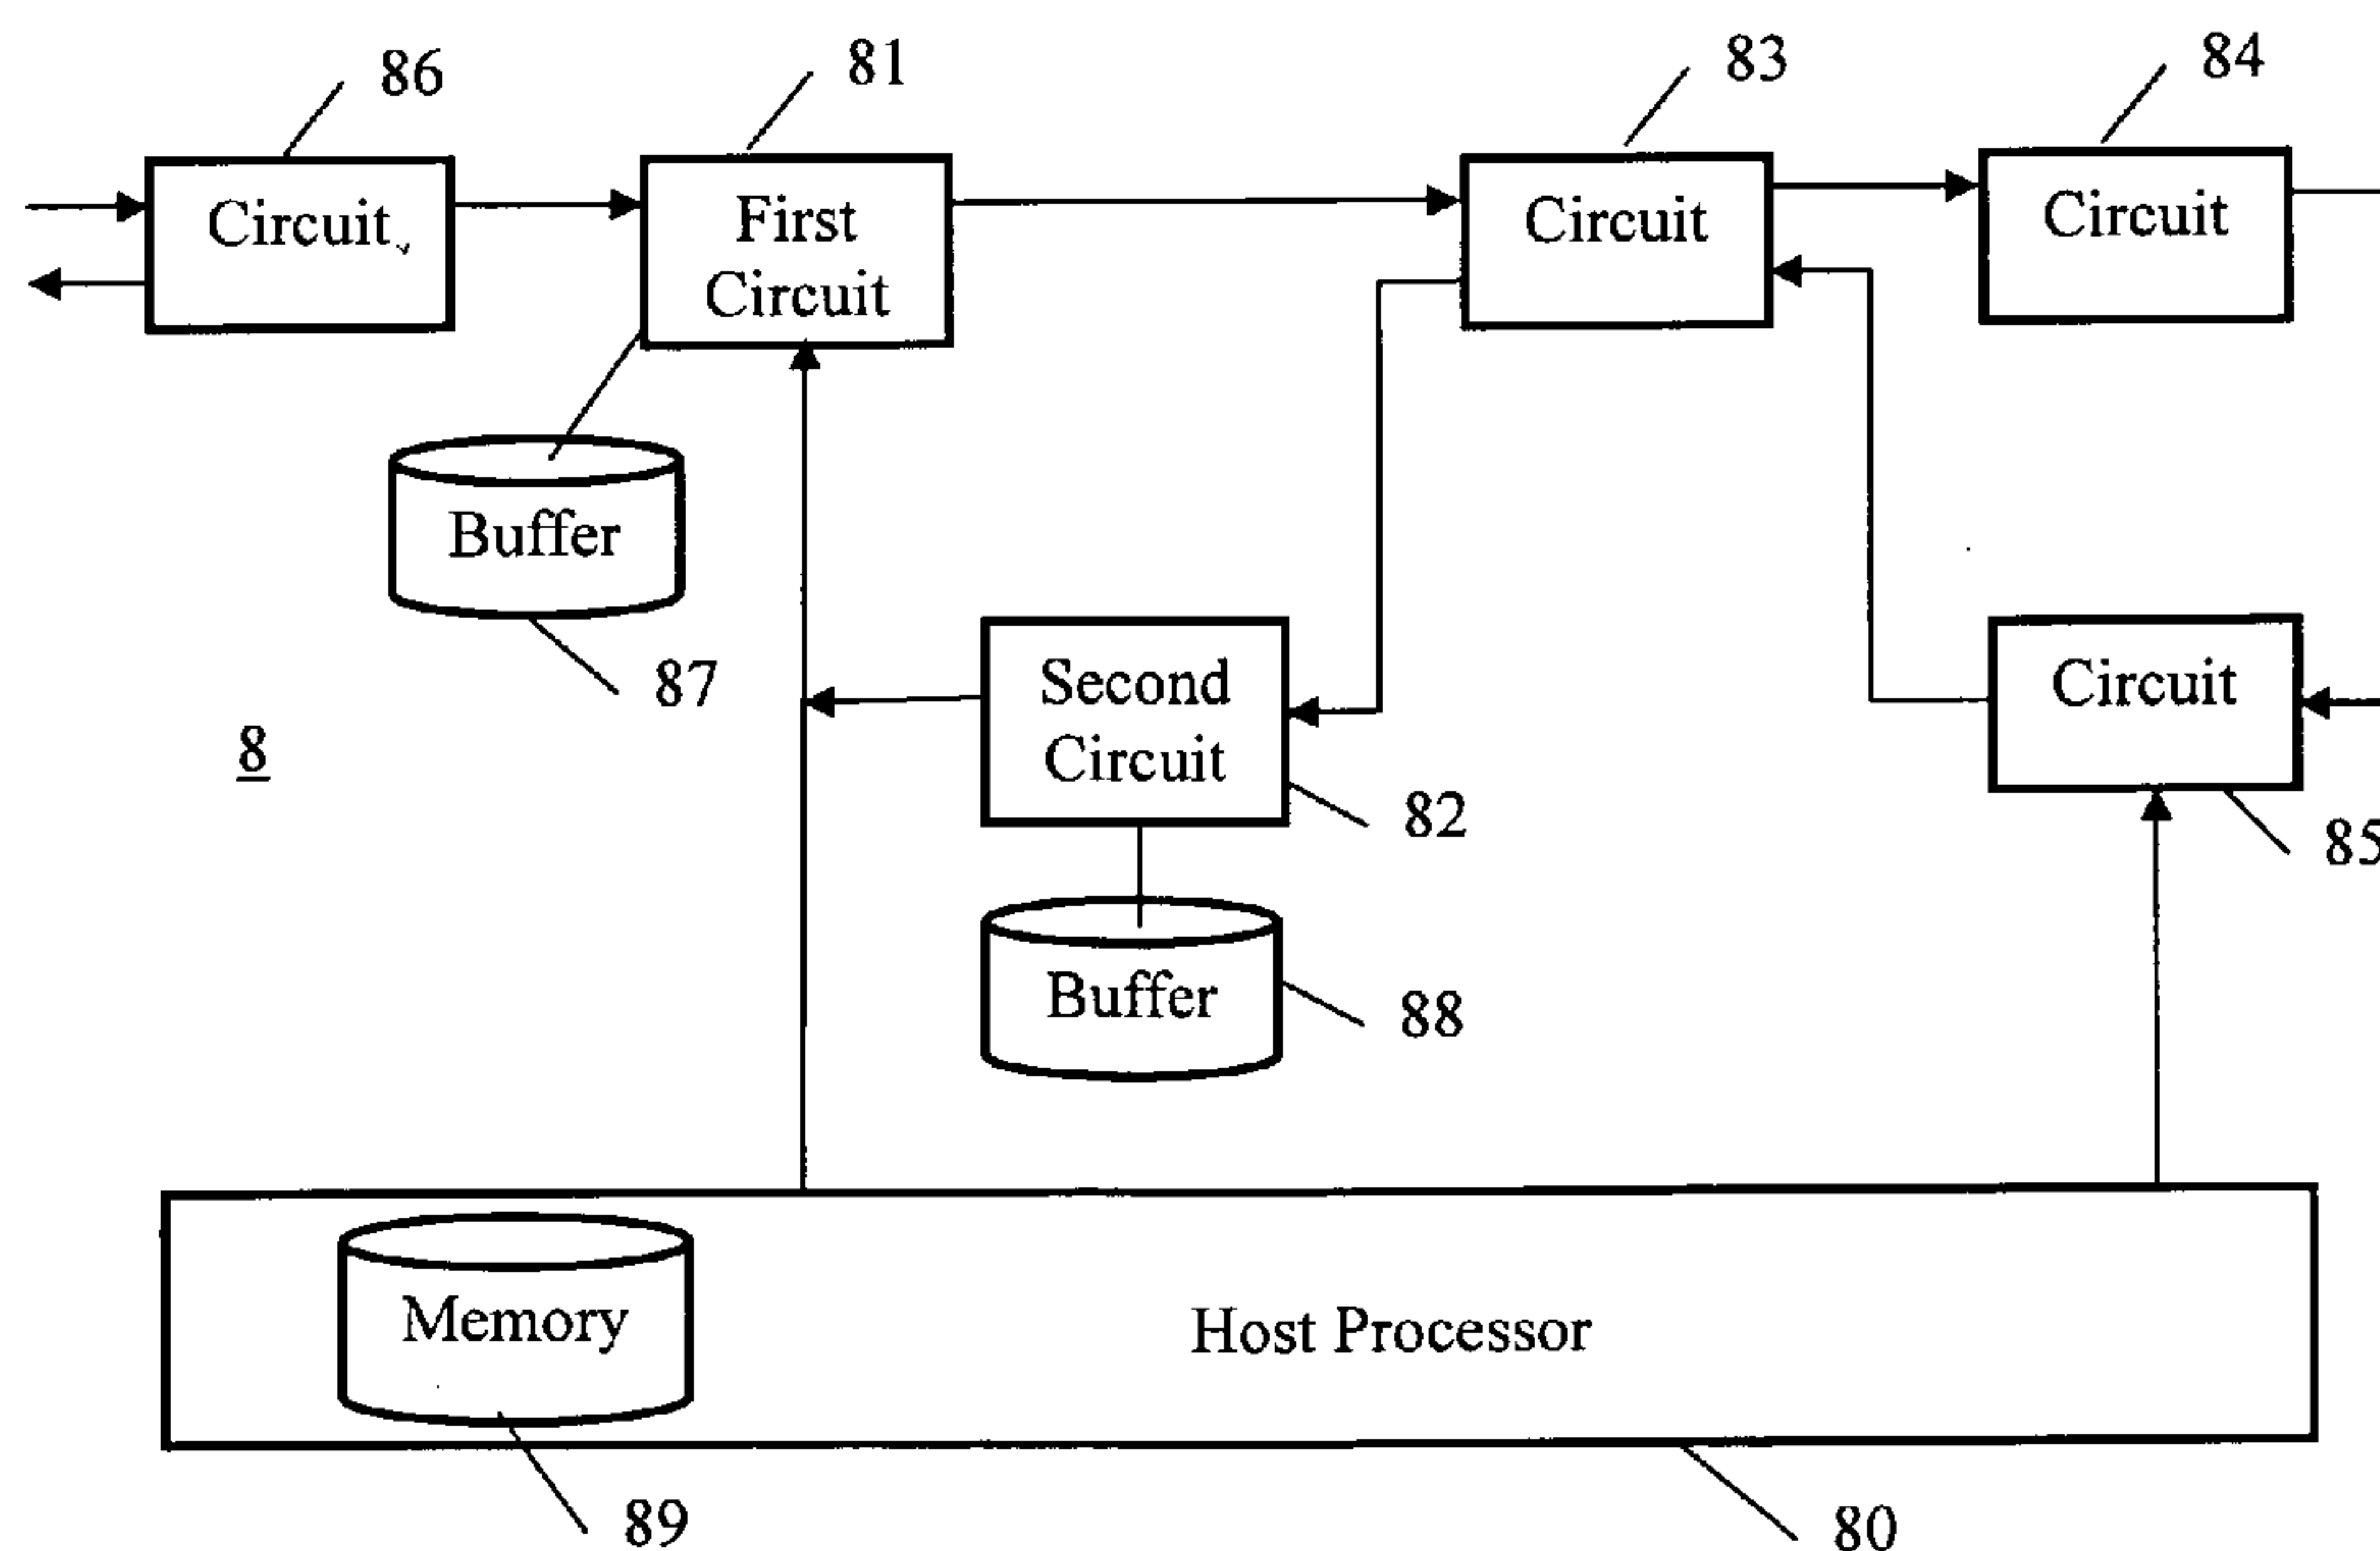 86
81
83
84
Circuit
First
Circuit
Circuit
Circuit
Buffer
87
8
Second
Circuit
82
Circuit
85
Buffer
88
Memory
Host Processor
89
80